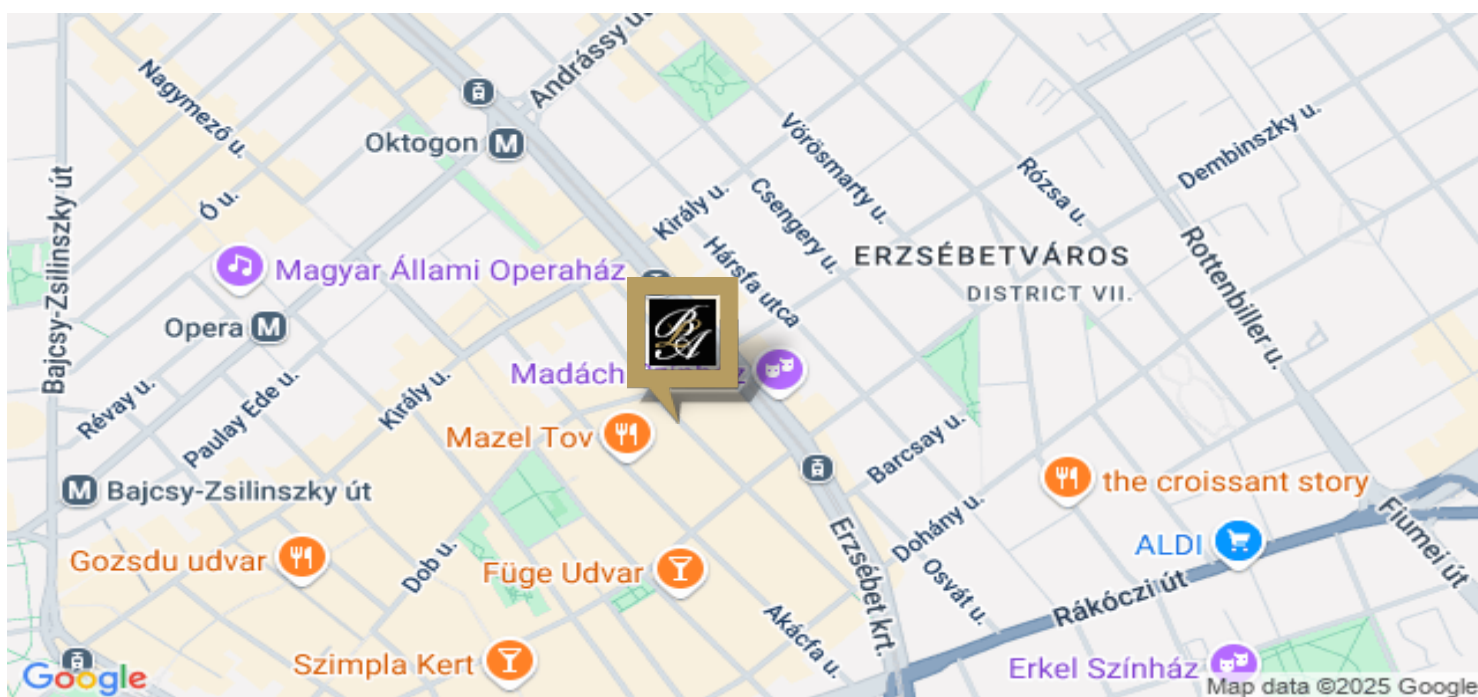 Andrássy u
Nagymező u.
Oktogon M
Vörösmarty u.
Rózsa u.
Dembinszky u.
Ó u.
Király u.
Csengery u.
Bajcsy-Zsilinszky út
Hársfa utca
ERZSÉBETVÁROS
DISTRICT VII.
Rottenbiller u.
Magyar Állami Operaház
Opera M
BLA
Madách
z
Révay u.
Paulay Ede u.
Király u.
Mazel Tov
Barcsay u.
the croissant story
M Bajcsy-Zsilinszky út
Dohány u.
Fiumei út
ALDI
Gozsdu udvar
Dob u.
Füge Udvar
Erzsébet krt.
Osvát u.
Rákóczi út
Akácfa u.
Szimpla Kert
Erkel Színház
Google
Map data ©2025 Google